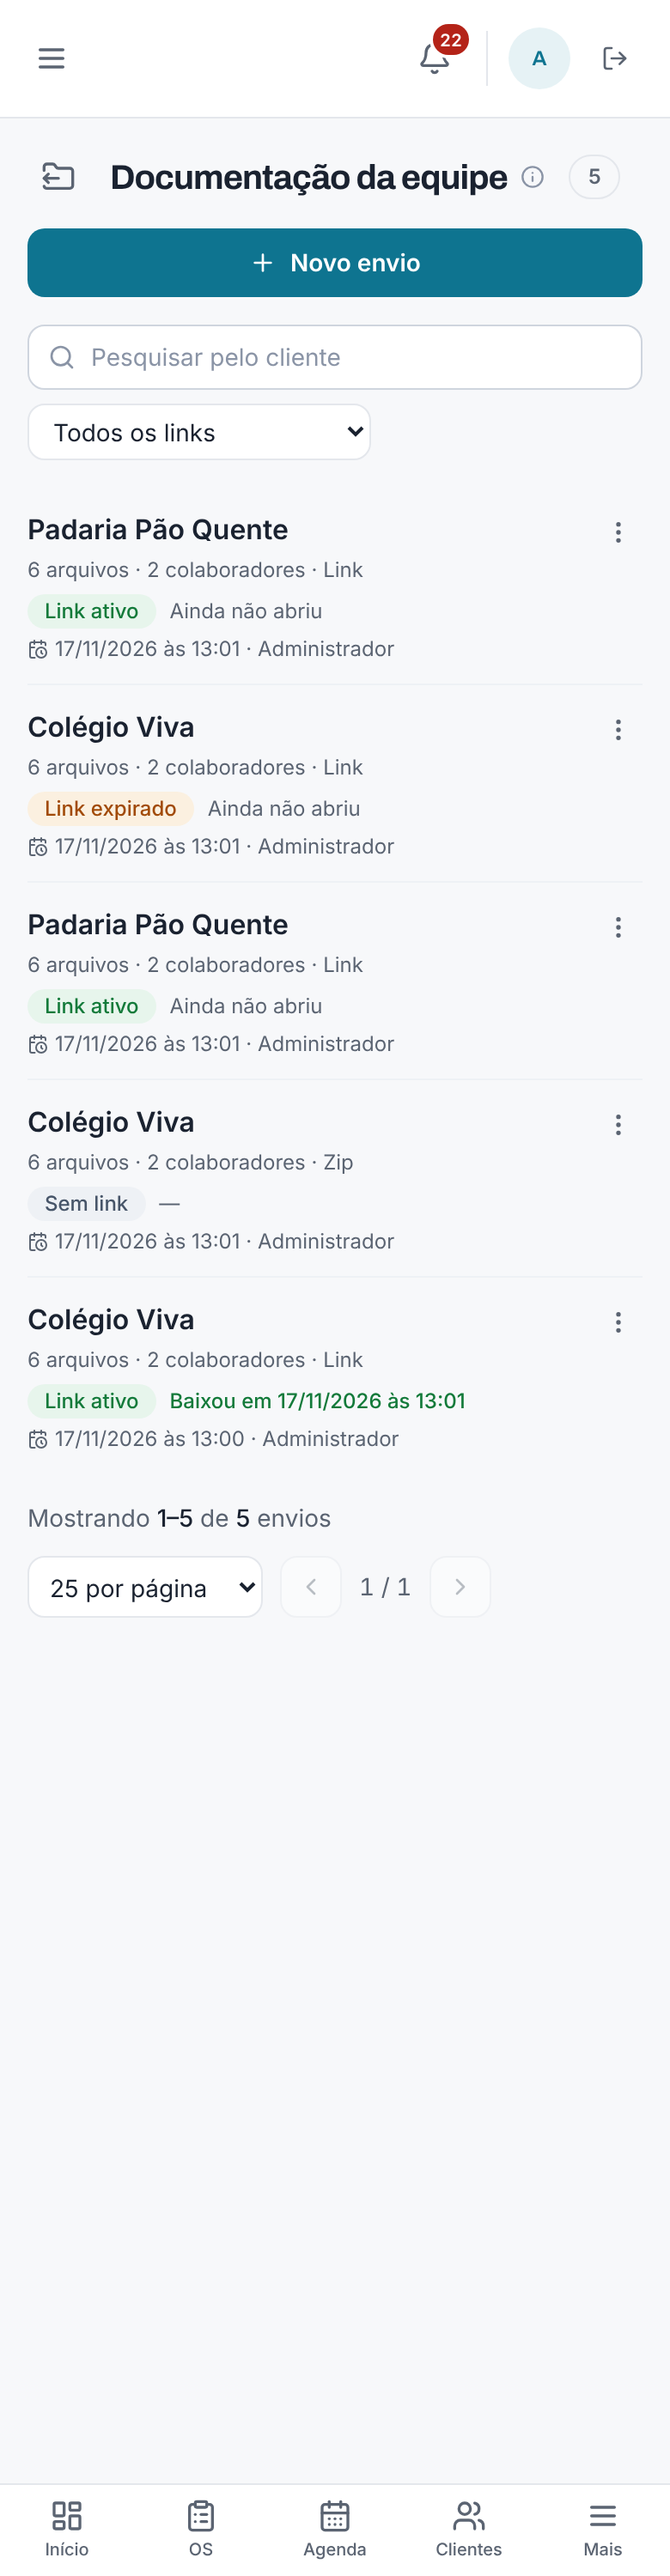 22
A
Documentação da equipe
5
Novo envio
Pesquisar pelo cliente
Todos os links
Padaria Pão Quente
6 arquivos · 2 colaboradores · Link
Link ativo Ainda não abriu
17/11/2026 às 13:01 · Administrador
Colégio Viva
6 arquivos · 2 colaboradores · Link
Link expirado Ainda não abriu
17/11/2026 às 13:01 · Administrador
Padaria Pão Quente
6 arquivos · 2 colaboradores · Link
Link ativo Ainda não abriu
17/11/2026 às 13:01 · Administrador
Colégio Viva
6 arquivos · 2 colaboradores · Zip
Sem link —
17/11/2026 às 13:01 · Administrador
Colégio Viva
6 arquivos · 2 colaboradores · Link
Link ativo Baixou em 17/11/2026 às 13:01
17/11/2026 às 13:00 · Administrador
Mostrando 1–5 de 5 envios
25 por página 1 / 1
Início OS Agenda Clientes Mais